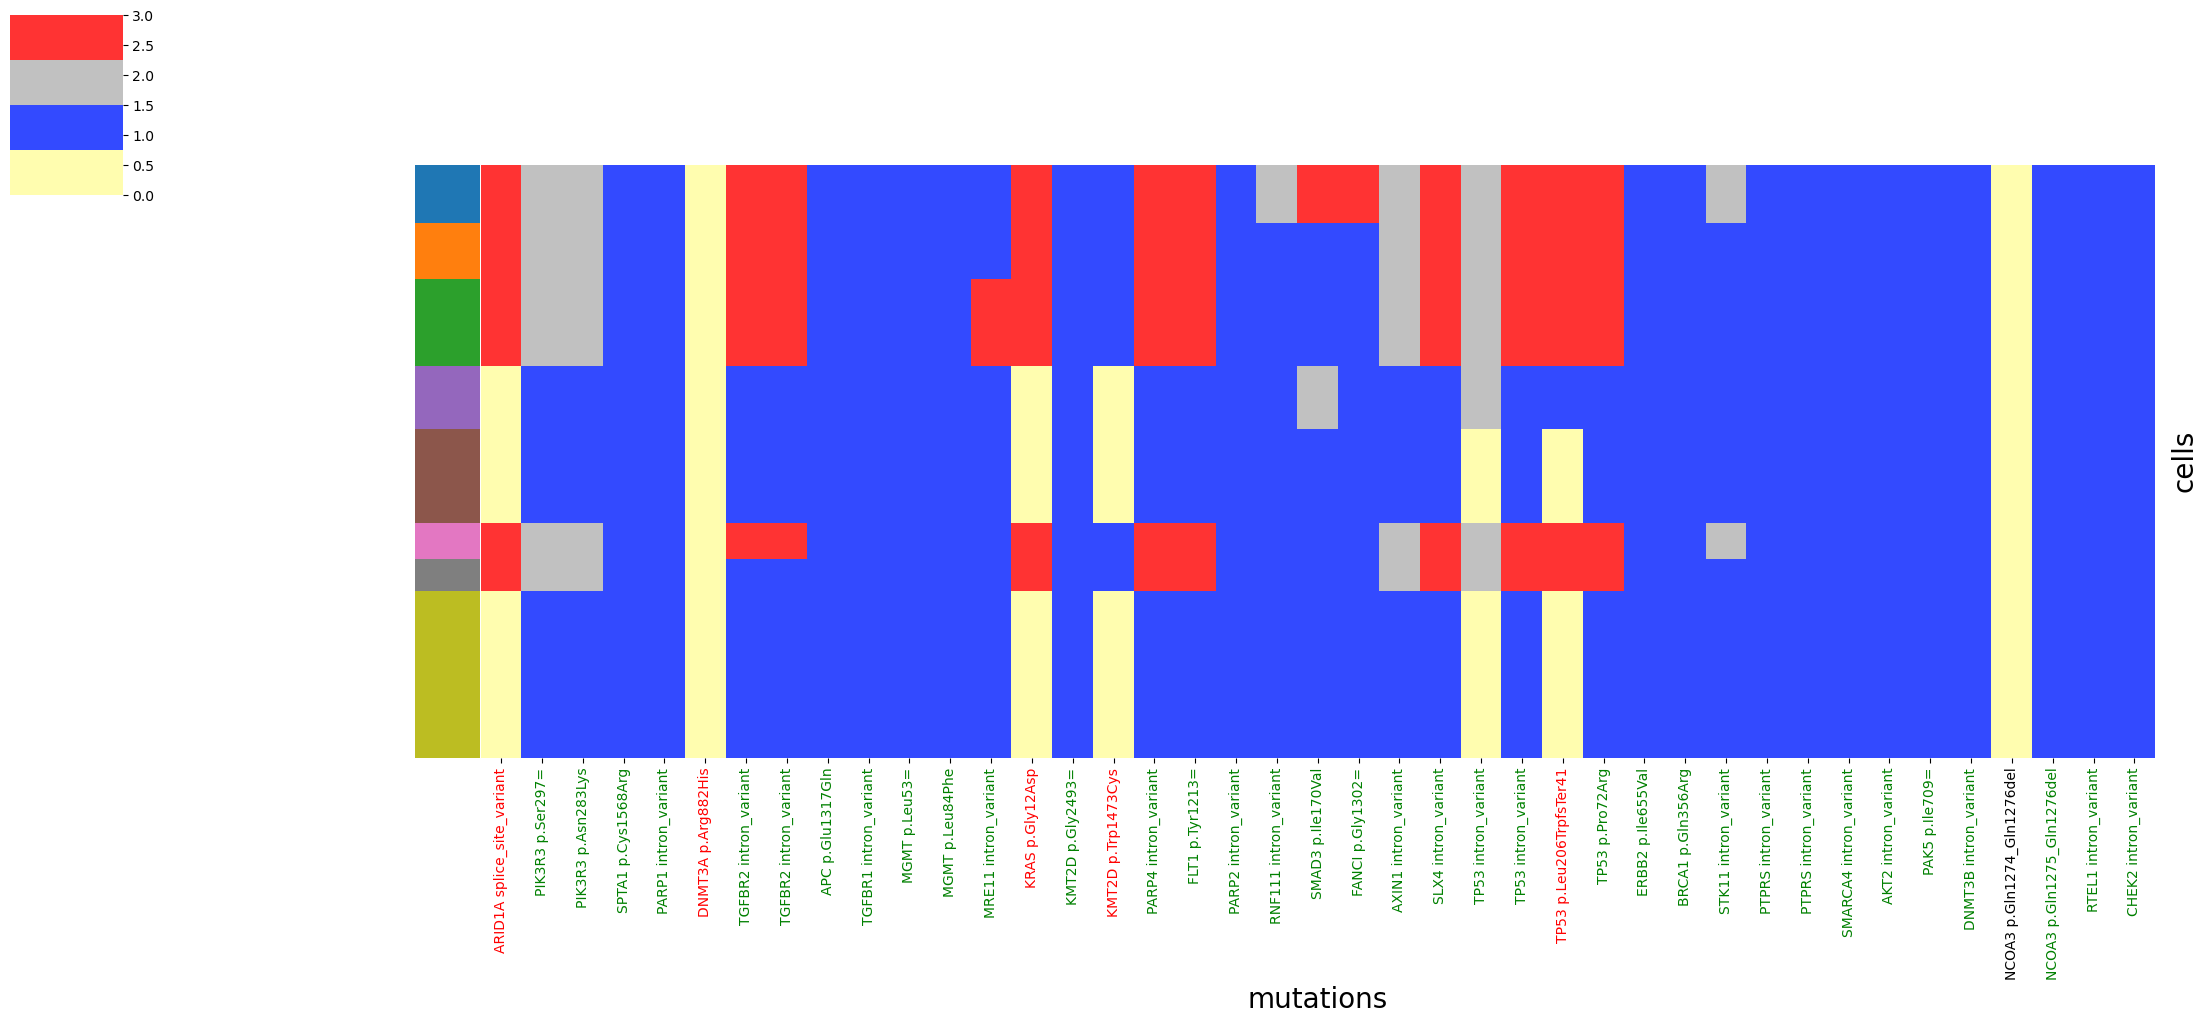 3.0
2.5
2.0
1.5
1.0
0.5
0.0
cells
ARID1A splice_site_variant
PIK3R3 p.Ser297=
PIK3R3 p.Asn283Lys
SPTA1 p.Cys1568Arg
PARP1 intron_variant
DNMT3A p.Arg882His
TGFBR2 intron_variant
TGFBR2 intron_variant
APC p.Glu1317Gln
TGFBR1 intron_variant
MGMT p.Leu53=
MGMT p.Leu84Phe
MRE11 intron_variant
KRAS p.Gly12Asp
KMT2D p.Gly2493=
KMT2D p.Trp1473Cys
PARP4 intron_variant
FLT1 p.Tyr1213=
PARP2 intron_variant
RNF111 intron_variant
SMAD3 p.Ile170Val
FANCI p.Gly1302=
AXIN1 intron_variant
SLX4 intron_variant
TP53 intron_variant
TP53 intron_variant
TP53 p.Leu206TrpfsTer41
TP53 p.Pro72Arg
ERBB2 p.Ile655Val
BRCA1 p.Gln356Arg
STK11 intron_variant
PTPRS intron_variant
PTPRS intron_variant
SMARCA4 intron_variant
AKT2 intron_variant
PAK5 p.Ile709=
DNMT3B intron_variant
NCOA3 p.Gln1274_Gln1276del
NCOA3 p.Gln1275_Gln1276del
RTEL1 intron_variant
CHEK2 intron_variant
mutations